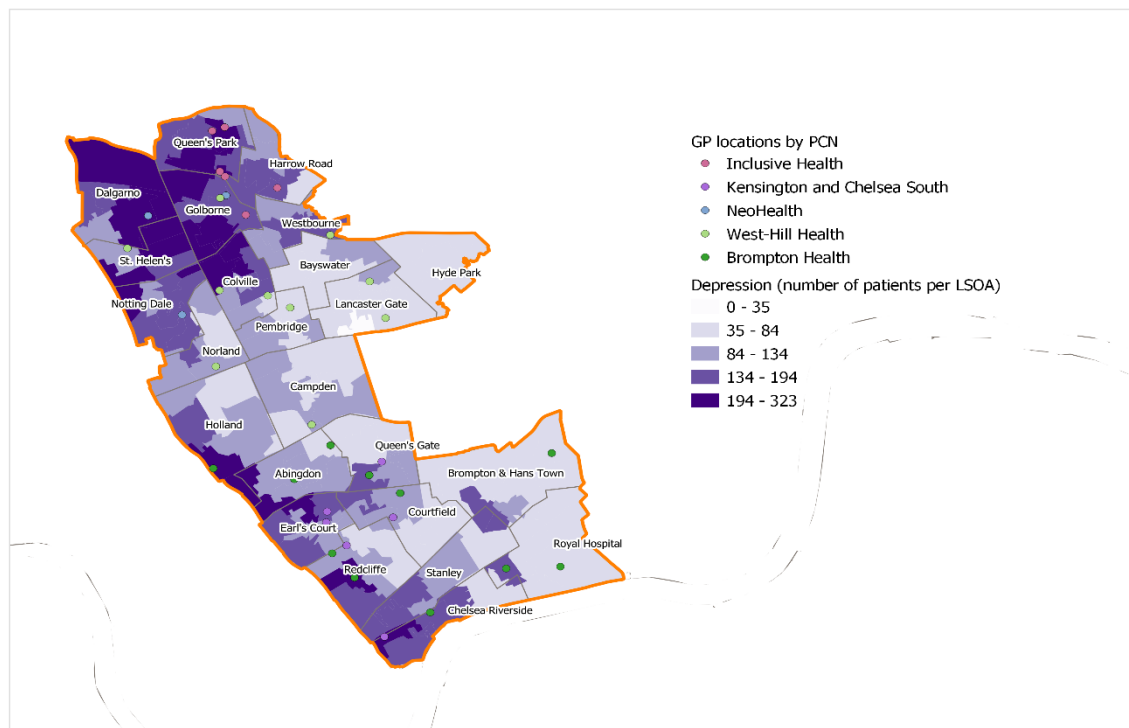 Queen's Park
Harrow Road
Dalgarno
Golborne
Westbourne
St. Helen's
Bayswater
Hyde Park
Colville
Notting Dale
Lancaster Gate
Pembridge
Norland
Campden
Holland
Queen's Gate
Abingdon
Brompton & Hans Town
Courtfield
Earl's Court
Royal Hospital
Redcliffe
Stanley
Chelsea Riverside
GP locations by PCN
Inclusive Health
Kensington and Chelsea South
NeoHealth
West-Hill Health
Brompton Health
Depression (number of patients per LSOA)
0 - 35
35 - 84
84 - 134
134 - 194
194 - 323